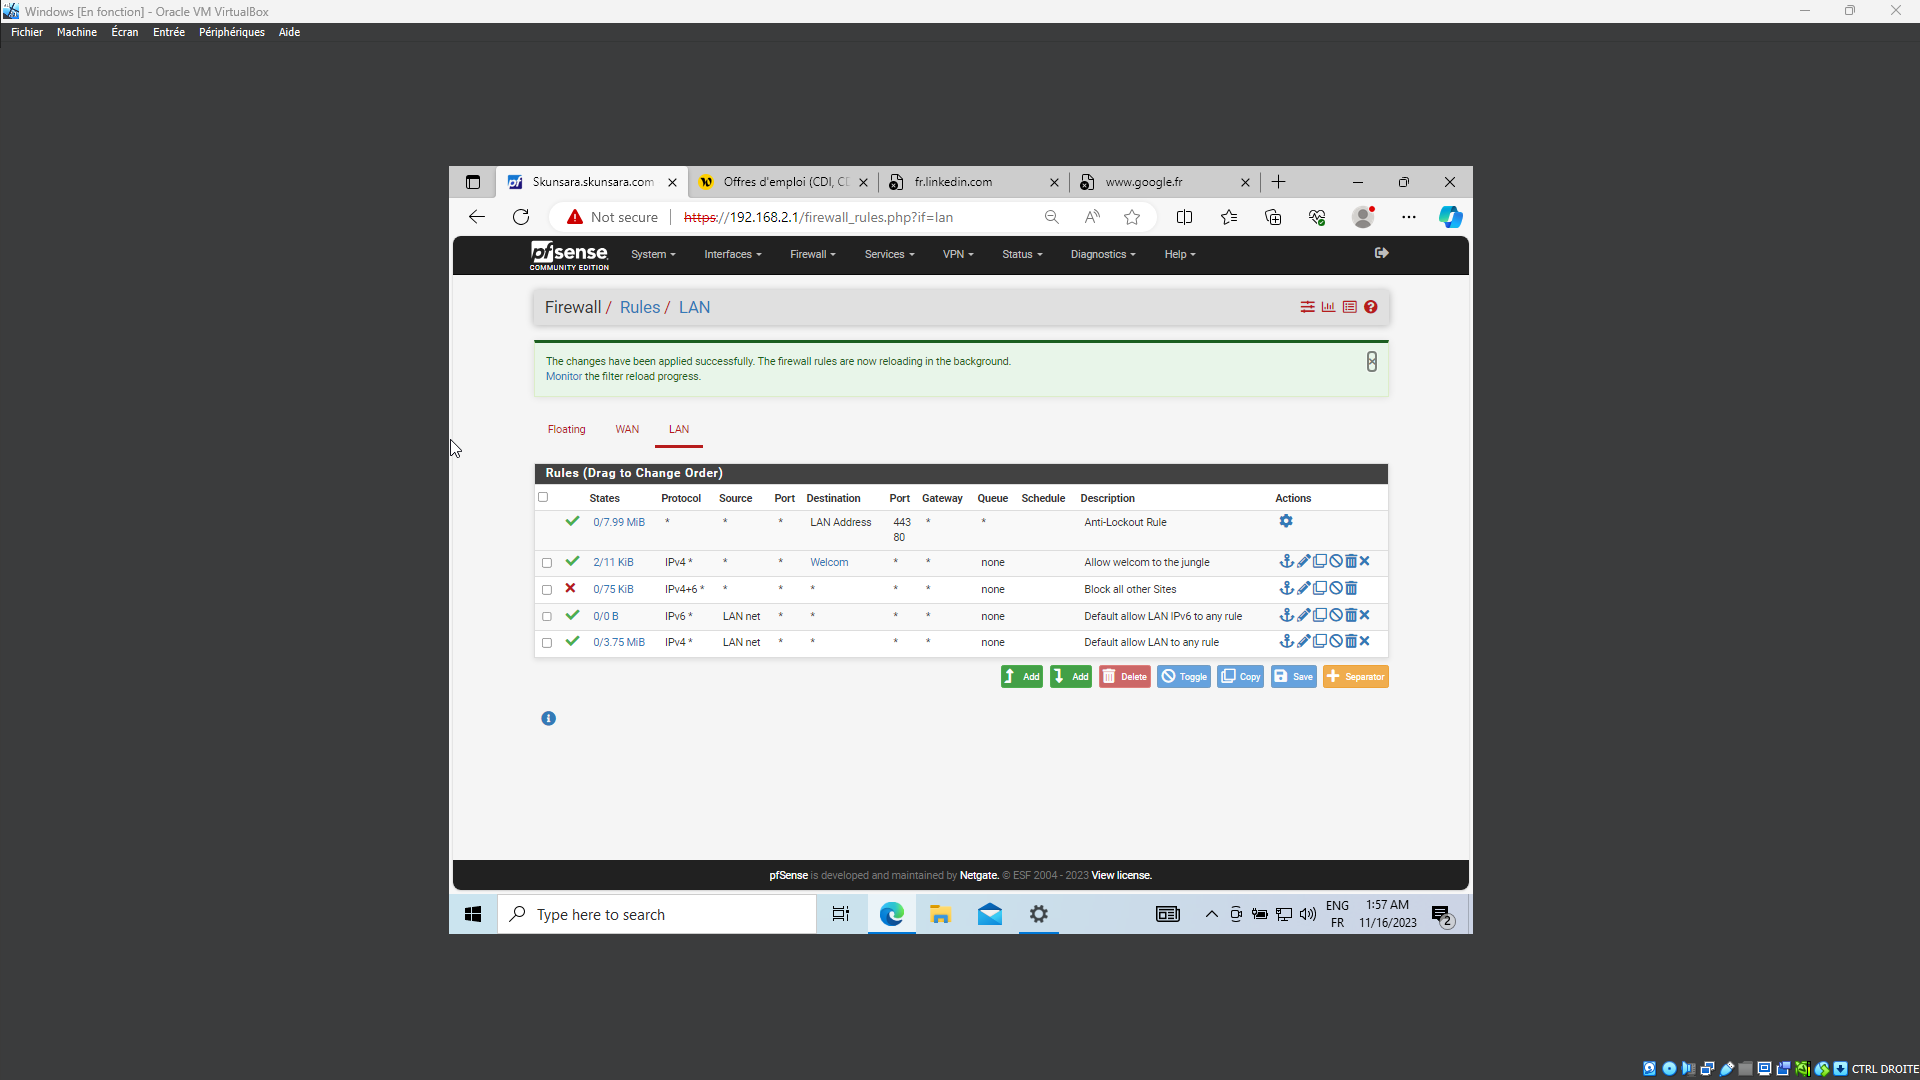 Windows [En fonction] - Oracle VM VirtualBox
Fichier Machine Écran Entrée Périphériques Aide
Skunsara.skunsara.com
Offres d'emploi (CDI, CD
fr.linkedin.com
www.google.fr
Not secure https://192.168.2.1/firewall_rules.php?if=lan
pfsense COMMUNITY EDITION
System Interfaces Firewall Services VPN Status Diagnostics Help
Firewall / Rules / LAN
The changes have been applied successfully. The firewall rules are now reloading in the background.
Monitor the filter reload progress.
Floating WAN LAN
Rules (Drag to Change Order)
States Protocol Source Port Destination Port Gateway Queue Schedule Description Actions
0/7.99 MiB * * * LAN Address 443 * * Anti-Lockout Rule
80
2/11 KiB IPv4 * * * Welcom * * none Allow welcom to the jungle
0/75 KiB IPv4+6 * * * * * * none Block all other Sites
0/0 B IPv6 * LAN net * * * * none Default allow LAN IPv6 to any rule
0/3.75 MiB IPv4 * LAN net * * * * none Default allow LAN to any rule
Add Add Delete Toggle Copy Save Separator
pfSense is developed and maintained by Netgate. © ESF 2004 - 2023 View license.
Type here to search
ENG 1:57 AM
FR 11/16/2023
2
CTRL DROITE